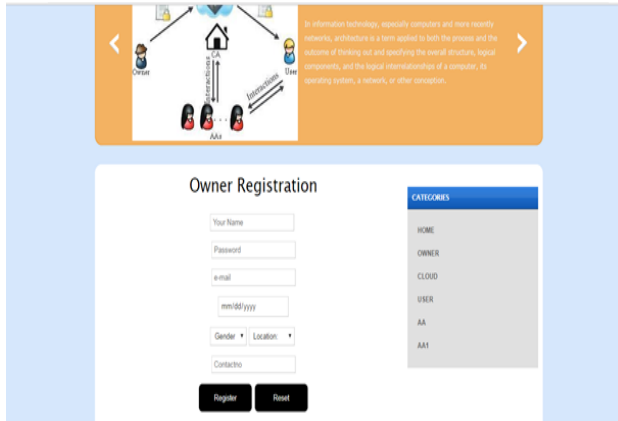 In information technology, especially computers and more recently
networks, architecture is a term applied to both the process and the
outcome of thinking out and specifying the overall structure, logical
components, and the logical interrelationships of a computer, its
operating system, a network, or other conception.
Owner
CA
User
Interactions
Interactions
AAs
Owner Registration
Your Name
Password
e-mail
mm/dd/yyyy
Gender
Location:
Contactno
Register
Reset
CATEGORIES
HOME
OWNER
CLOUD
USER
AA
AA1